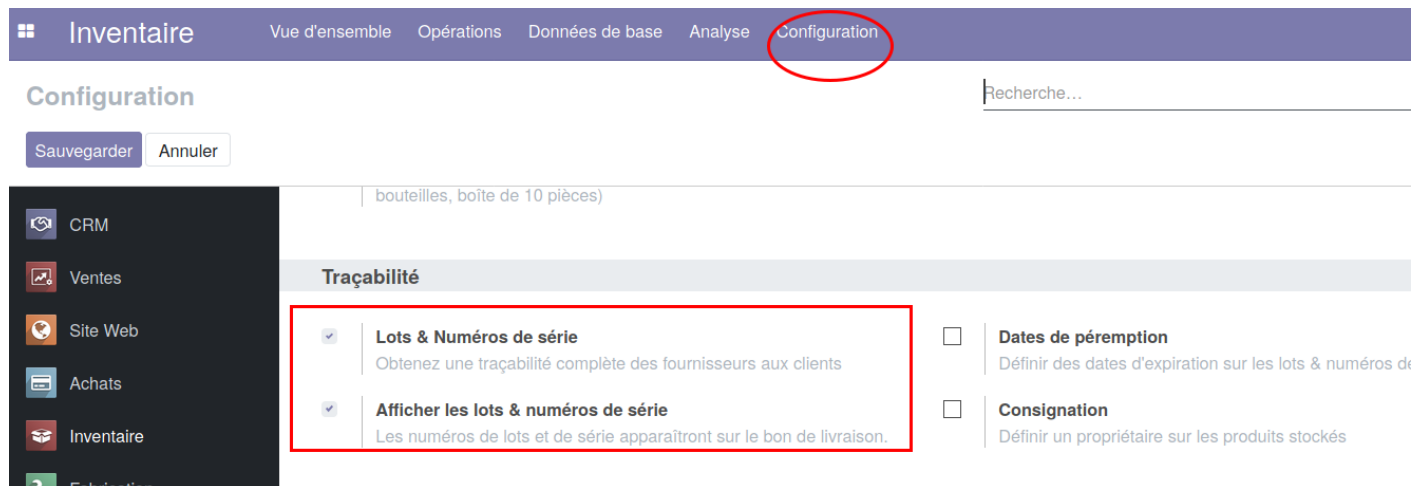 Inventaire Vue d'ensemble Opérations Données de base Analyse Configuration
Configuration
Recherche…
Sauvegarder Annuler
bouteilles, boîte de 10 pièces)
CRM
Ventes
Site Web
Achats
Inventaire
Traçabilité
Lots & Numéros de série
Obtenez une traçabilité complète des fournisseurs aux clients
Dates de péremption
Définir des dates d'expiration sur les lots & numéros de
Afficher les lots & numéros de série
Les numéros de lots et de série apparaîtront sur le bon de livraison.
Consignation
Définir un propriétaire sur les produits stockés